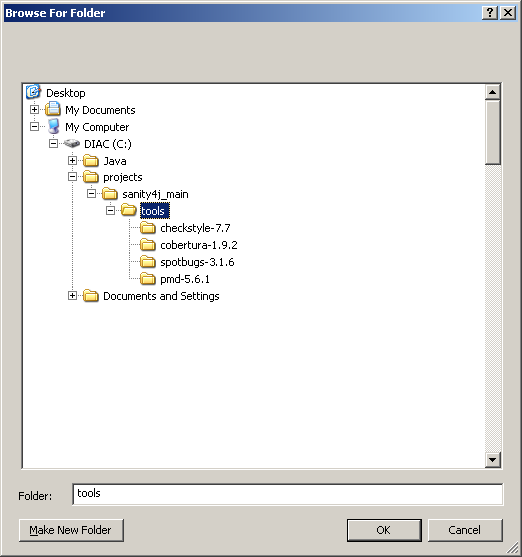 Browse For Folder
Desktop
My Documents
My Computer
DIAC (C:)
Java
projects
sanity4j_main
tools
checkstyle-7.7
cobertura-1.9.2
spotbugs-3.1.6
pmd-5.6.1
Documents and Settings
Folder: tools
Make New Folder OK Cancel